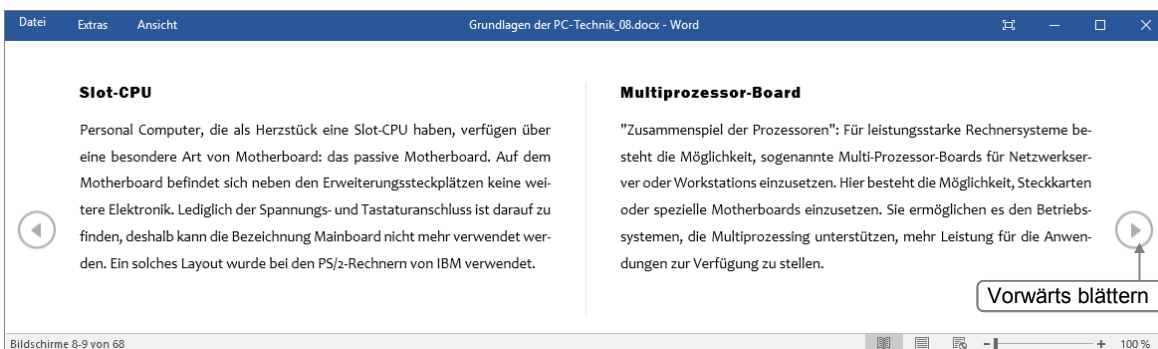 Datei Extras Ansicht Grundlagen der PC-Technik_08.docx - Word
Slot-CPU
Personal Computer, die als Herzstück eine Slot-CPU haben, verfügen über
eine besondere Art von Motherboard: das passive Motherboard. Auf dem
Motherboard befindet sich neben den Erweiterungssteckplätzen keine wei-
tere Elektronik. Lediglich der Spannungs- und Tastaturanschluss ist darauf zu
finden, deshalb kann die Bezeichnung Mainboard nicht mehr verwendet wer-
den. Ein solches Layout wurde bei den PS/2-Rechnern von IBM verwendet.
Multiprozessor-Board
"Zusammenspiel der Prozessoren": Für leistungsstarke Rechnersysteme be-
steht die Möglichkeit, sogenannte Multi-Prozessor-Boards für Netzwerkser-
ver oder Workstations einzusetzen. Hier besteht die Möglichkeit, Steckkarten
oder spezielle Motherboards einzusetzen. Sie ermöglichen es den Betriebs-
systemen, die Multiprozessing unterstützen, mehr Leistung für die Anwen-
dungen zur Verfügung zu stellen.
Vorwärts blättern
Bildschirme 8-9 von 68 100 %